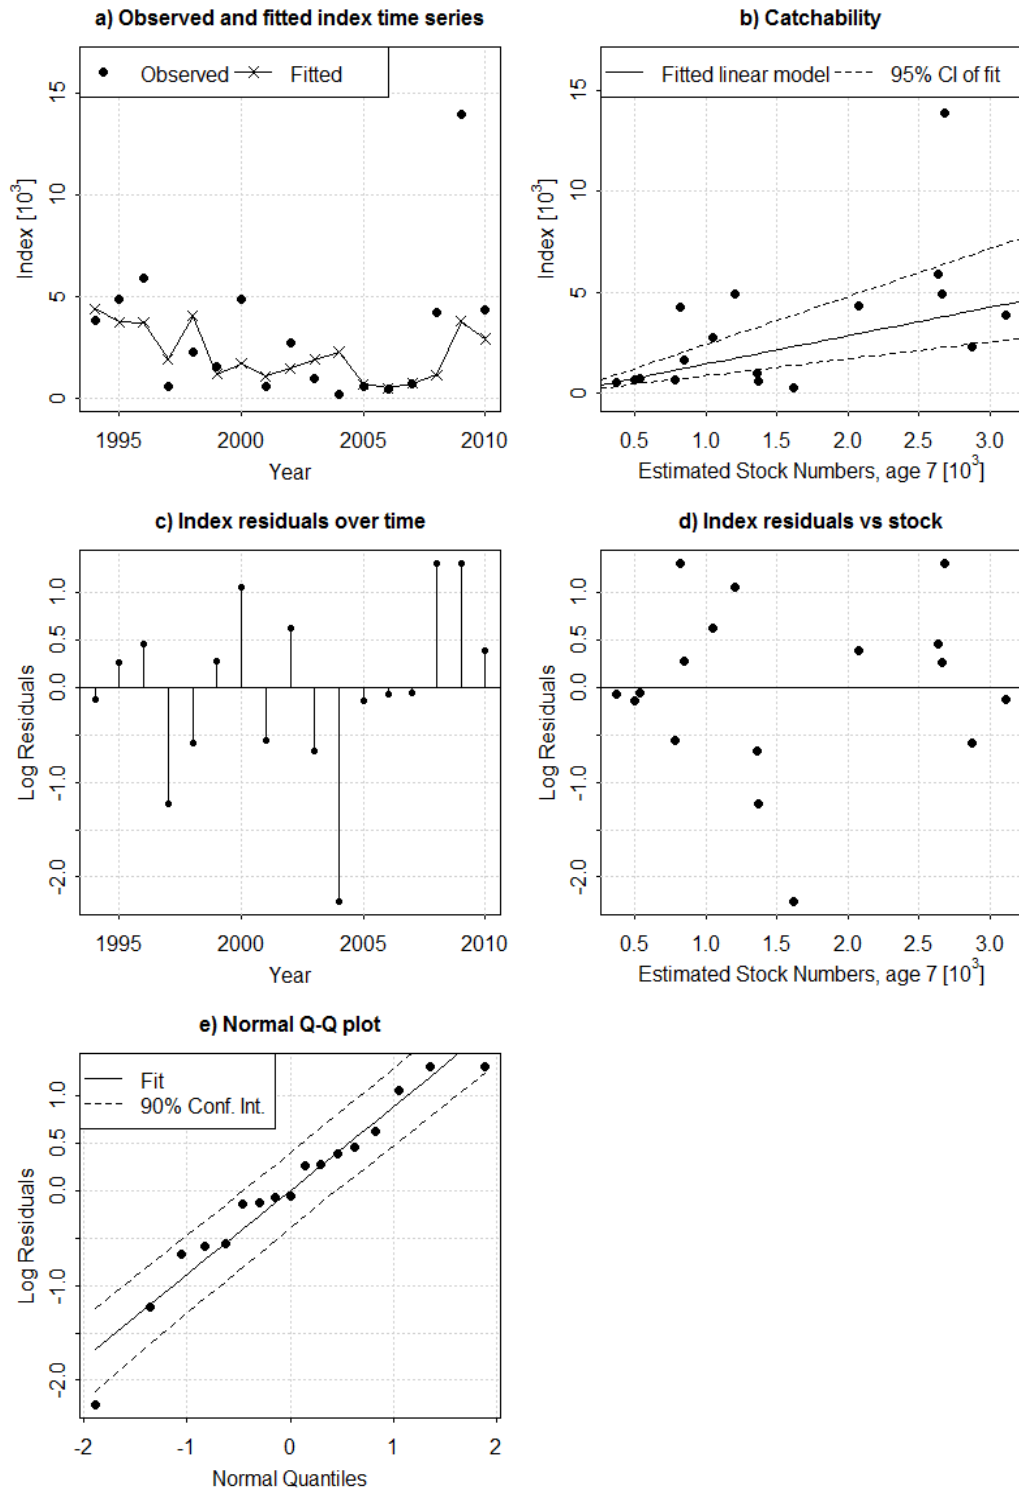 a) Observed and fitted index time series
Observed Fitted
Index [10³]
0 5 10 15
1995 2000 2005 2010
Year
b) Catchability
Fitted linear model 95% CI of fit
Index [10³]
0 5 10 15
0.5 1.0 1.5 2.0 2.5 3.0
Estimated Stock Numbers, age 7 [10³]
c) Index residuals over time
Log Residuals
-2.0 -1.0 0.0 0.5 1.0
1995 2000 2005 2010
Year
d) Index residuals vs stock
Log Residuals
-2.0 -1.0 0.0 0.5 1.0
0.5 1.0 1.5 2.0 2.5 3.0
Estimated Stock Numbers, age 7 [10³]
e) Normal Q-Q plot
Fit
90% Conf. Int.
Log Residuals
-2.0 -1.0 0.0 0.5 1.0
-2 -1 0 1 2
Normal Quantiles